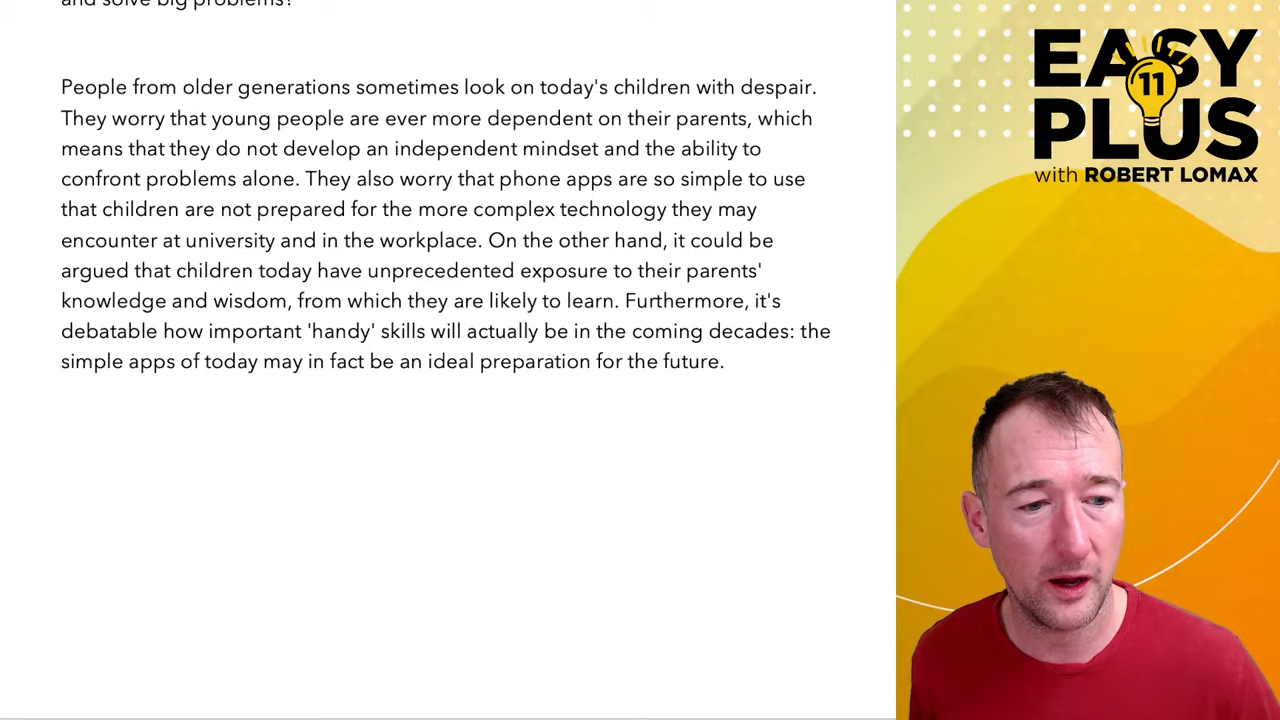 and solve big problems?
People from older generations sometimes look on today's children with despair.
They worry that young people are ever more dependent on their parents, which
means that they do not develop an independent mindset and the ability to
confront problems alone. They also worry that phone apps are so simple to use
that children are not prepared for the more complex technology they may
encounter at university and in the workplace. On the other hand, it could be
argued that children today have unprecedented exposure to their parents'
knowledge and wisdom, from which they are likely to learn. Furthermore, it's
debatable how important 'handy' skills will actually be in the coming decades: the
simple apps of today may in fact be an ideal preparation for the future.
EASY
11
PLUS
with ROBERT LOMAX